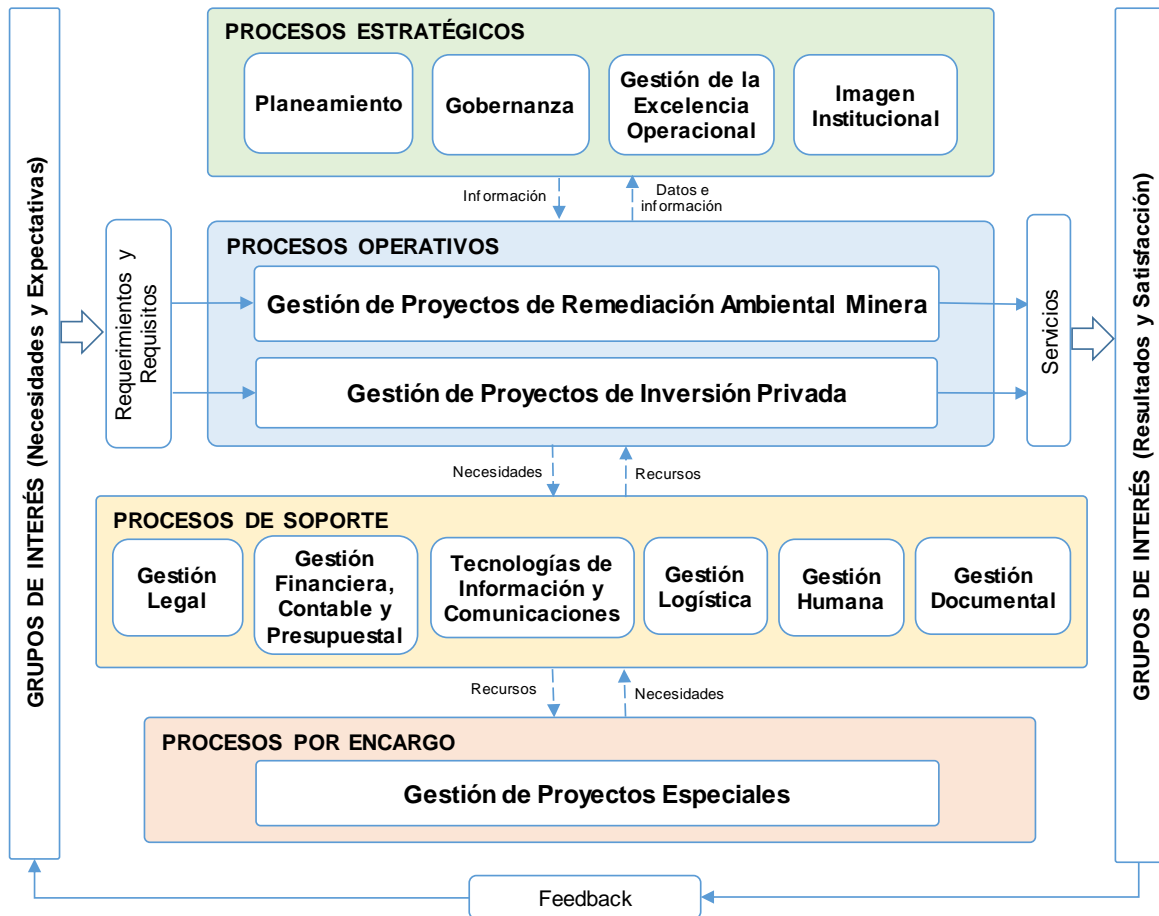 GRUPOS DE INTERÉS (Necesidades y Expectativas)
PROCESOS ESTRATÉGICOS
Planeamiento
Gobernanza
Gestión de la
Excelencia
Operacional
Imagen
Institucional
Información
Datos e
información
Requerimientos y
Requisitos
PROCESOS OPERATIVOS
Gestión de Proyectos de Remediación Ambiental Minera
Gestión de Proyectos de Inversión Privada
Servicios
GRUPOS DE INTERÉS (Resultados y Satisfacción)
Necesidades
Recursos
PROCESOS DE SOPORTE
Gestión
Legal
Gestión
Financiera,
Contable y
Presupuestal
Tecnologías de
Información y
Comunicaciones
Gestión
Logística
Gestión
Humana
Gestión
Documental
Recursos
Necesidades
PROCESOS POR ENCARGO
Gestión de Proyectos Especiales
Feedback